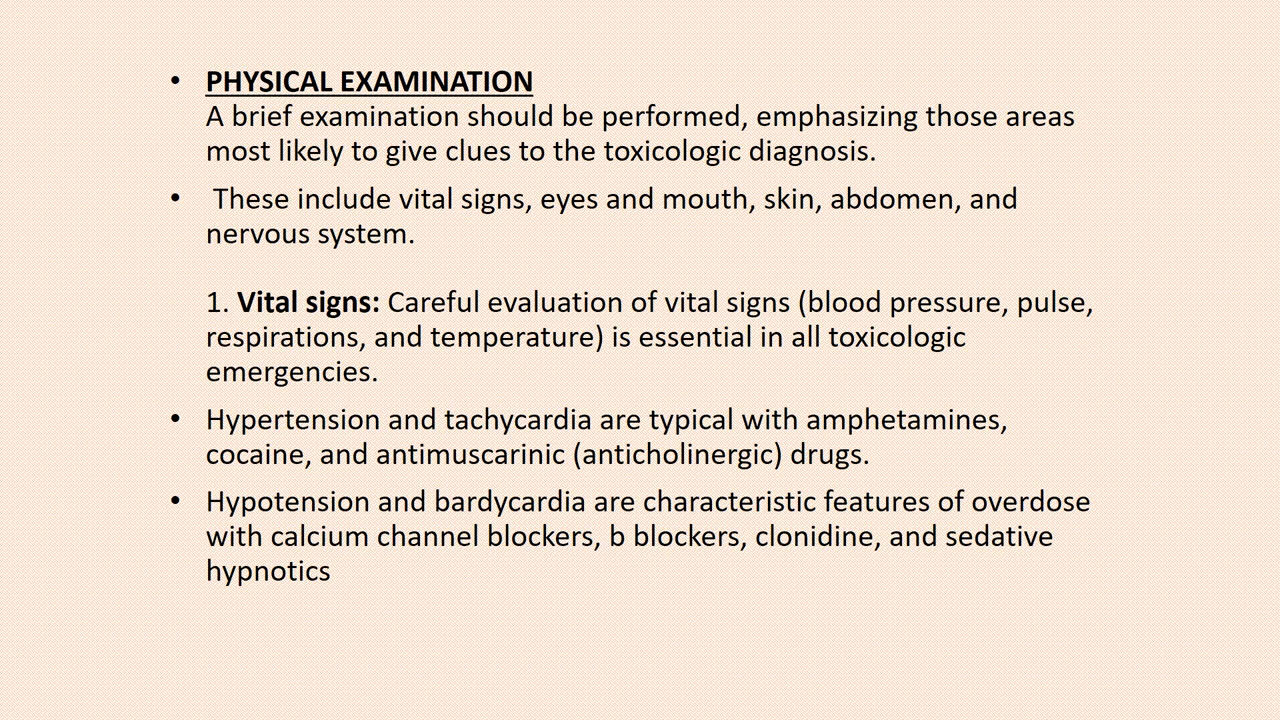 • PHYSICAL EXAMINATION
A brief examination should be performed, emphasizing those areas
most likely to give clues to the toxicologic diagnosis.
• These include vital signs, eyes and mouth, skin, abdomen, and
nervous system.
1. Vital signs: Careful evaluation of vital signs (blood pressure, pulse,
respirations, and temperature) is essential in all toxicologic
emergencies.
• Hypertension and tachycardia are typical with amphetamines,
cocaine, and antimuscarinic (anticholinergic) drugs.
• Hypotension and bardycardia are characteristic features of overdose
with calcium channel blockers, b blockers, clonidine, and sedative
hypnotics